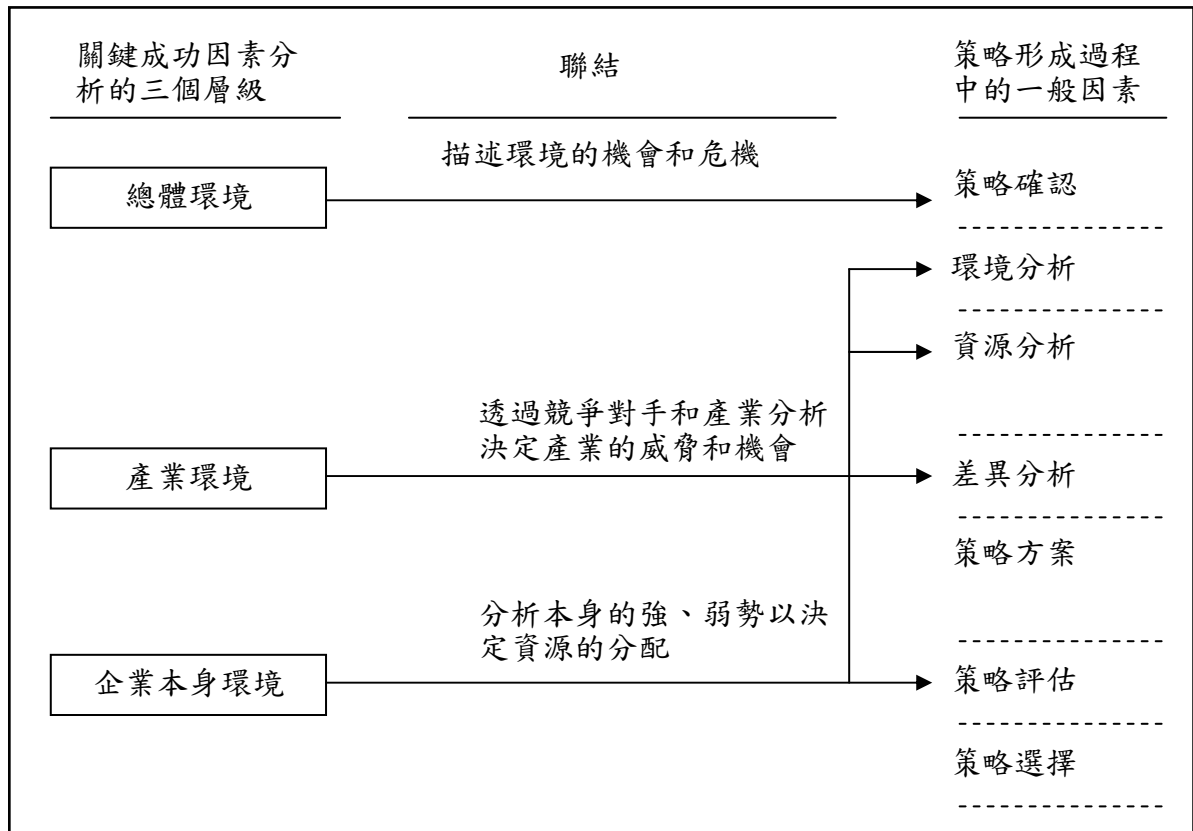 關鍵成功因素分
析的三個層級
聯結
策略形成過程
中的一般因素
描述環境的機會和危機
總體環境
策略確認
環境分析
資源分析
透過競爭對手和產業分析
決定產業的威脅和機會
產業環境
差異分析
策略方案
分析本身的強、弱勢以決
定資源的分配
企業本身環境
策略評估
策略選擇